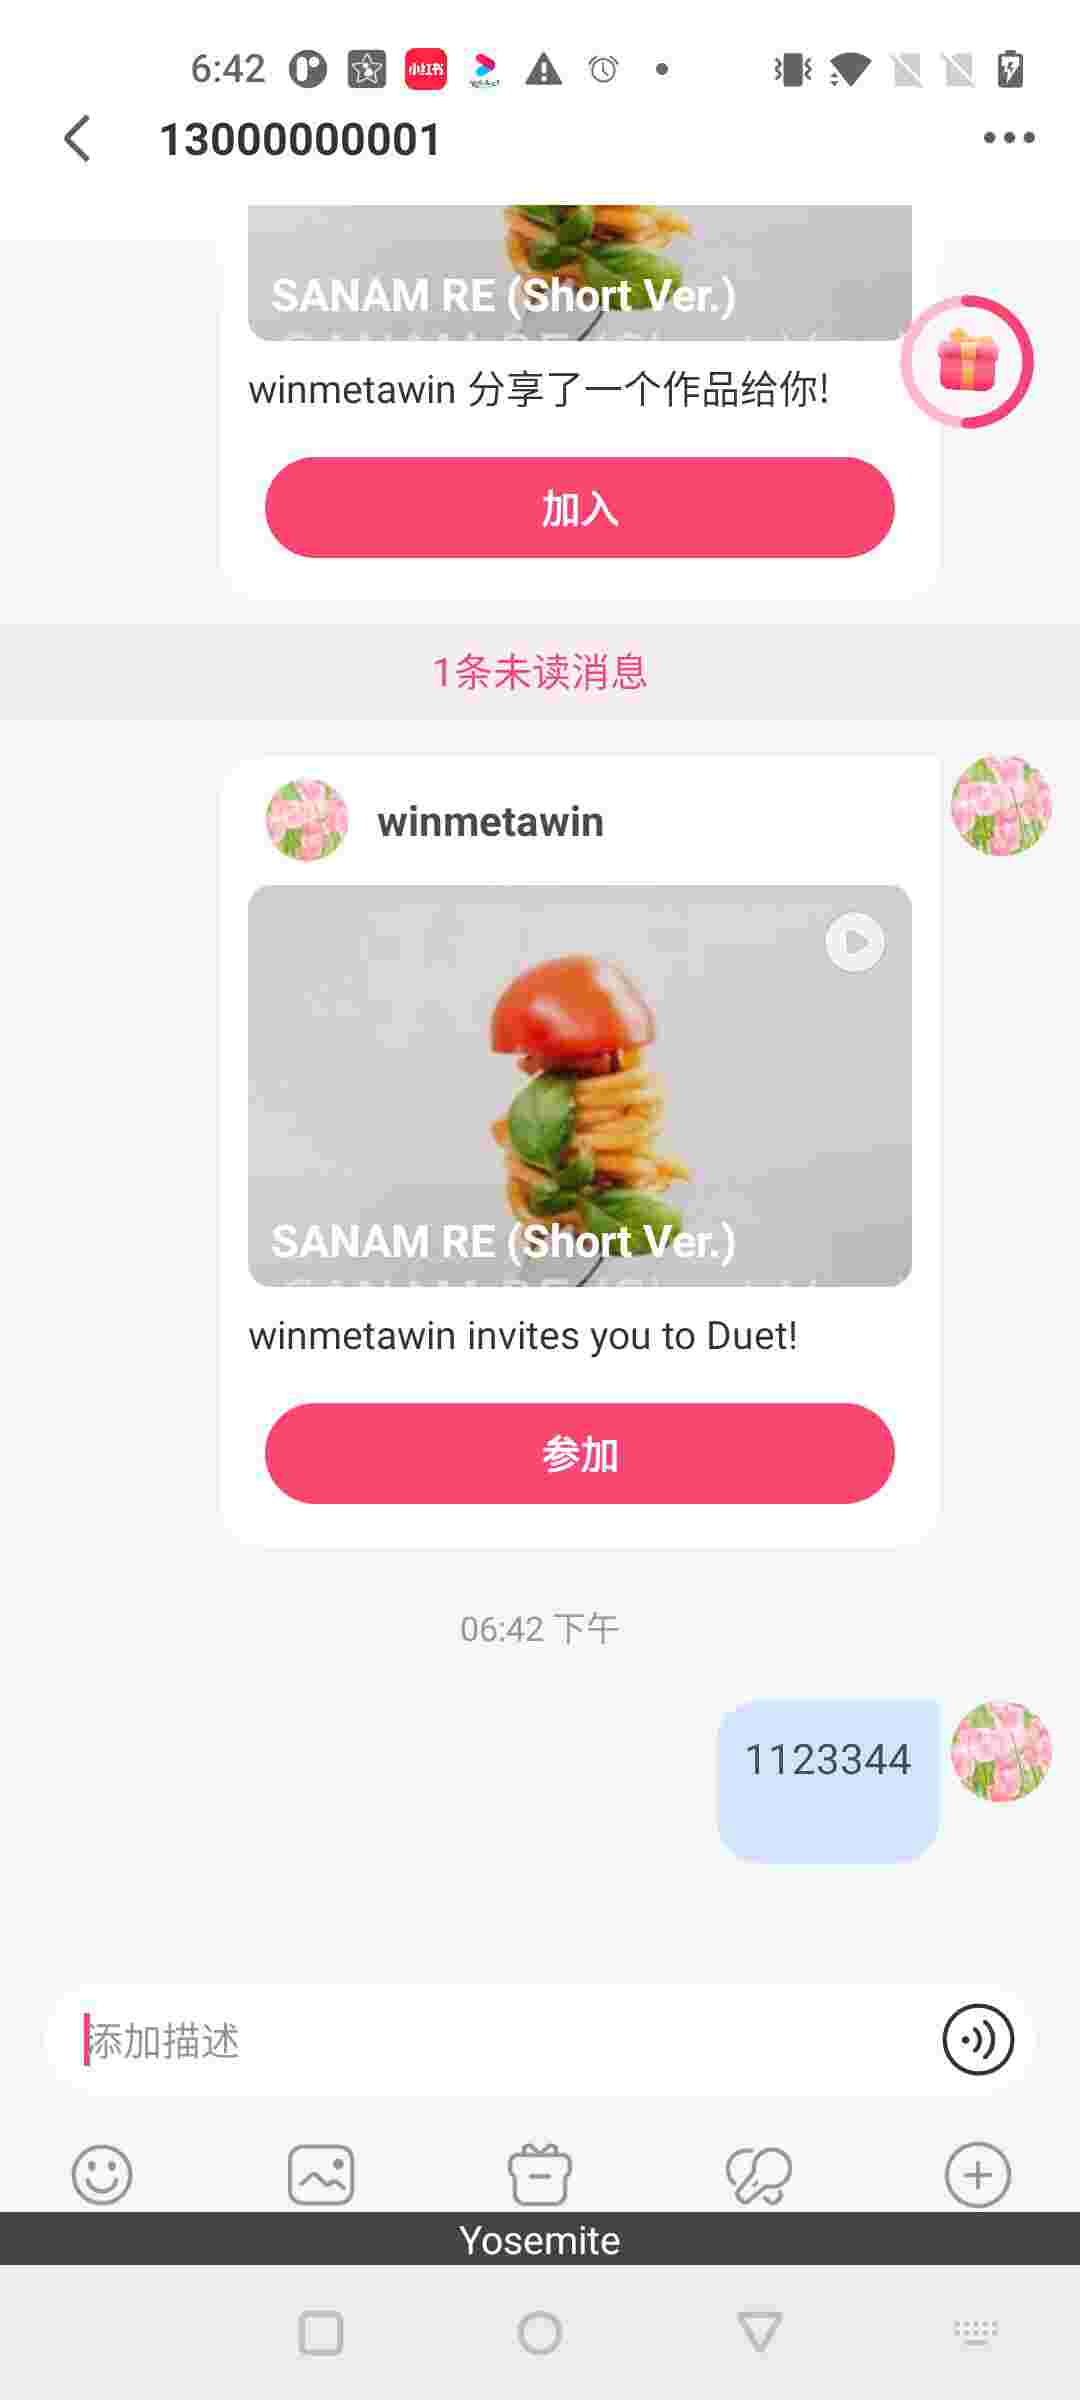 6:42
小红书
13000000001
SANAM RE (Short Ver.)
winmetawin 分享了一个作品给你!
加入
1条未读消息
winmetawin
SANAM RE (Short Ver.)
winmetawin invites you to Duet!
参加
06:42 下午
1123344
添加描述
Yosemite